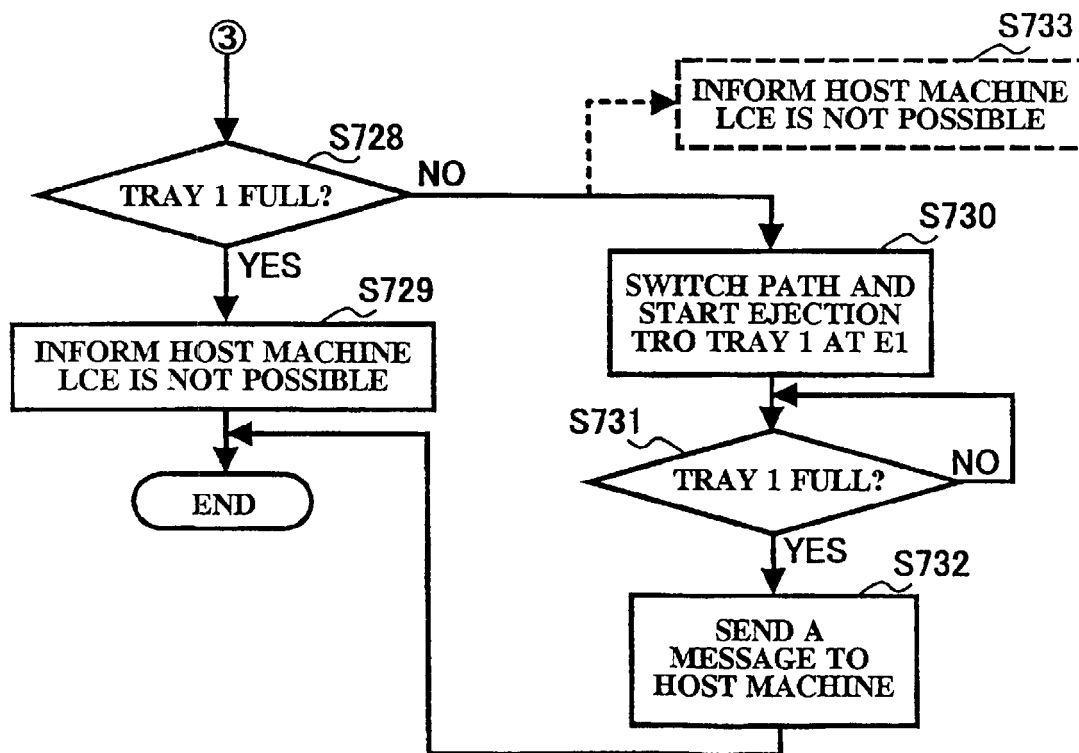 ③
S733
INFORM HOST MACHINE
LCE IS NOT POSSIBLE
S728
TRAY 1 FULL?
NO
YES
S730
SWITCH PATH AND
START EJECTION
TRO TRAY 1 AT E1
S729
INFORM HOST MACHINE
LCE IS NOT POSSIBLE
S731
TRAY 1 FULL?
NO
END
YES
S732
SEND A
MESSAGE TO
HOST MACHINE